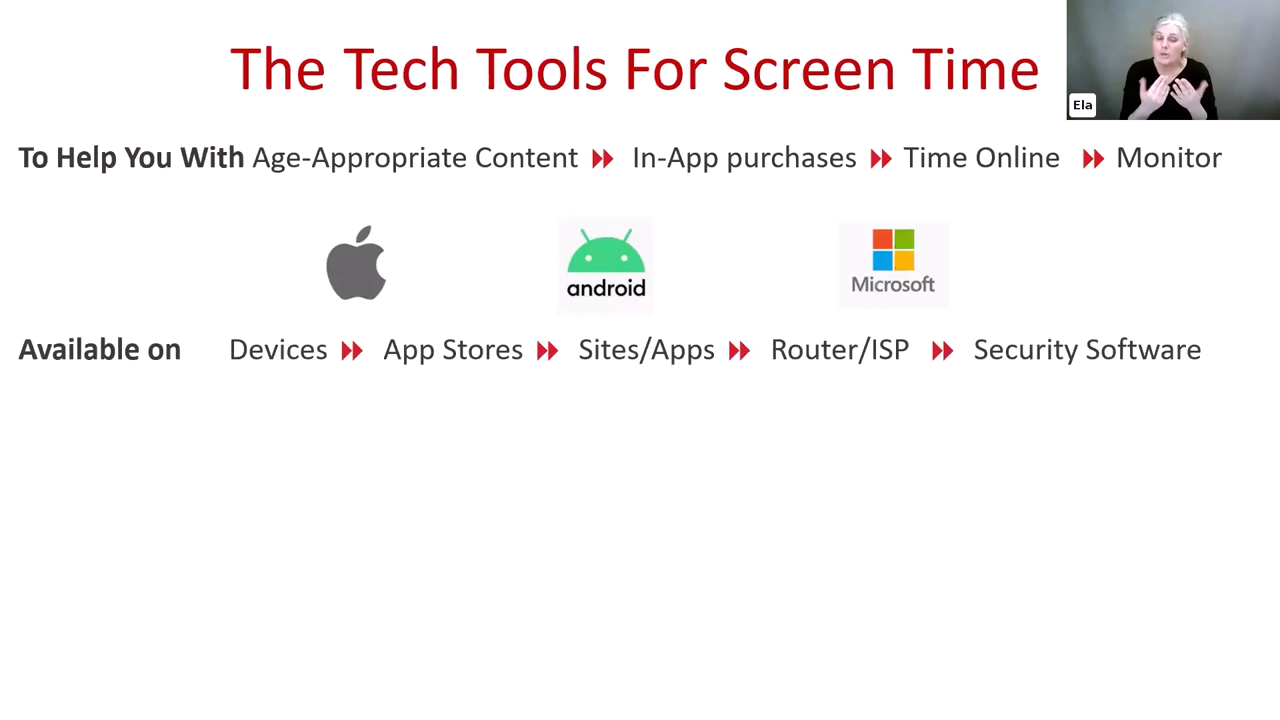 The Tech Tools For Screen Time
Ela
To Help You With Age-Appropriate Content In-App purchases Time Online Monitor
android
Microsoft
Available on Devices App Stores Sites/Apps Router/ISP Security Software